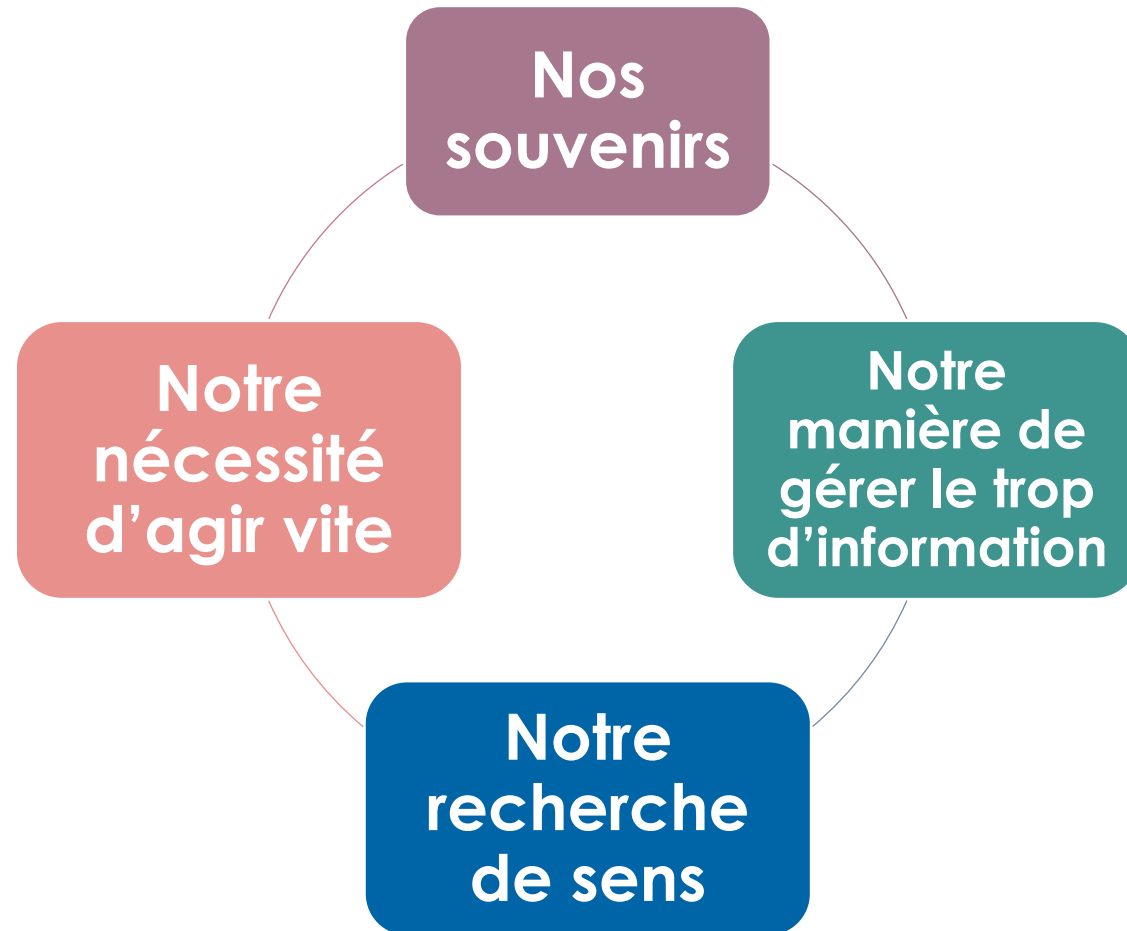 Nos
souvenirs
Notre
nécessité
d’agir vite
Notre
manière de
gérer le trop
d’information
Notre
recherche
de sens